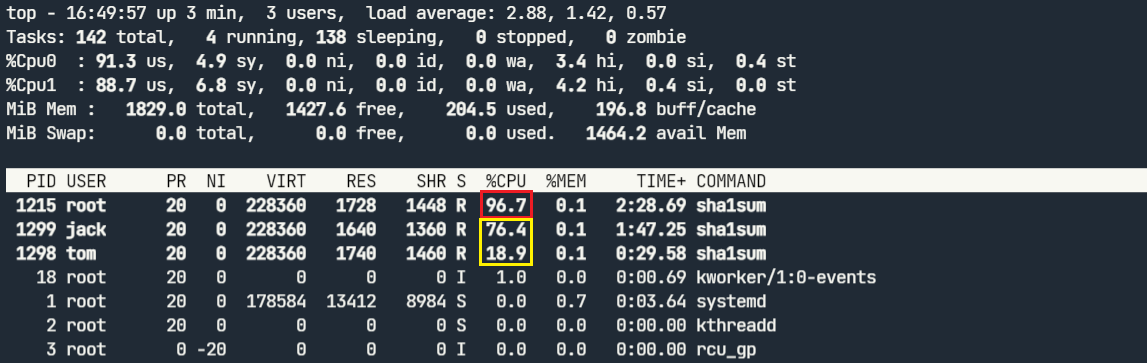 top - 16:49:57 up 3 min,  3 users,  load average: 2.88, 1.42, 0.57
Tasks: 142 total,   4 running, 138 sleeping,   0 stopped,   0 zombie
%Cpu0  : 91.3 us,  4.9 sy,  0.0 ni,  0.0 id,  0.0 wa,  3.4 hi,  0.0 si,  0.4 st
%Cpu1  : 88.7 us,  6.8 sy,  0.0 ni,  0.0 id,  0.0 wa,  4.2 hi,  0.4 si,  0.0 st
MiB Mem :   1829.0 total,   1427.6 free,    204.5 used,    196.8 buff/cache
MiB Swap:      0.0 total,      0.0 free,      0.0 used.   1464.2 avail Mem
PID USER      PR  NI    VIRT    RES    SHR S  %CPU  %MEM     TIME+ COMMAND
1215 root      20   0  228360   1728   1448 R  96.7   0.1   2:28.69 sha1sum
1299 jack      20   0  228360   1640   1360 R  76.4   0.1   1:47.25 sha1sum
1298 tom       20   0  228360   1740   1460 R  18.9   0.1   0:29.58 sha1sum
18 root      20   0       0      0      0 I   1.0   0.0   0:00.69 kworker/1:0-events
1 root      20   0  178584  13412   8984 S   0.0   0.7   0:03.64 systemd
2 root      20   0       0      0      0 S   0.0   0.0   0:00.00 kthreadd
3 root       0 -20       0      0      0 I   0.0   0.0   0:00.00 rcu_gp